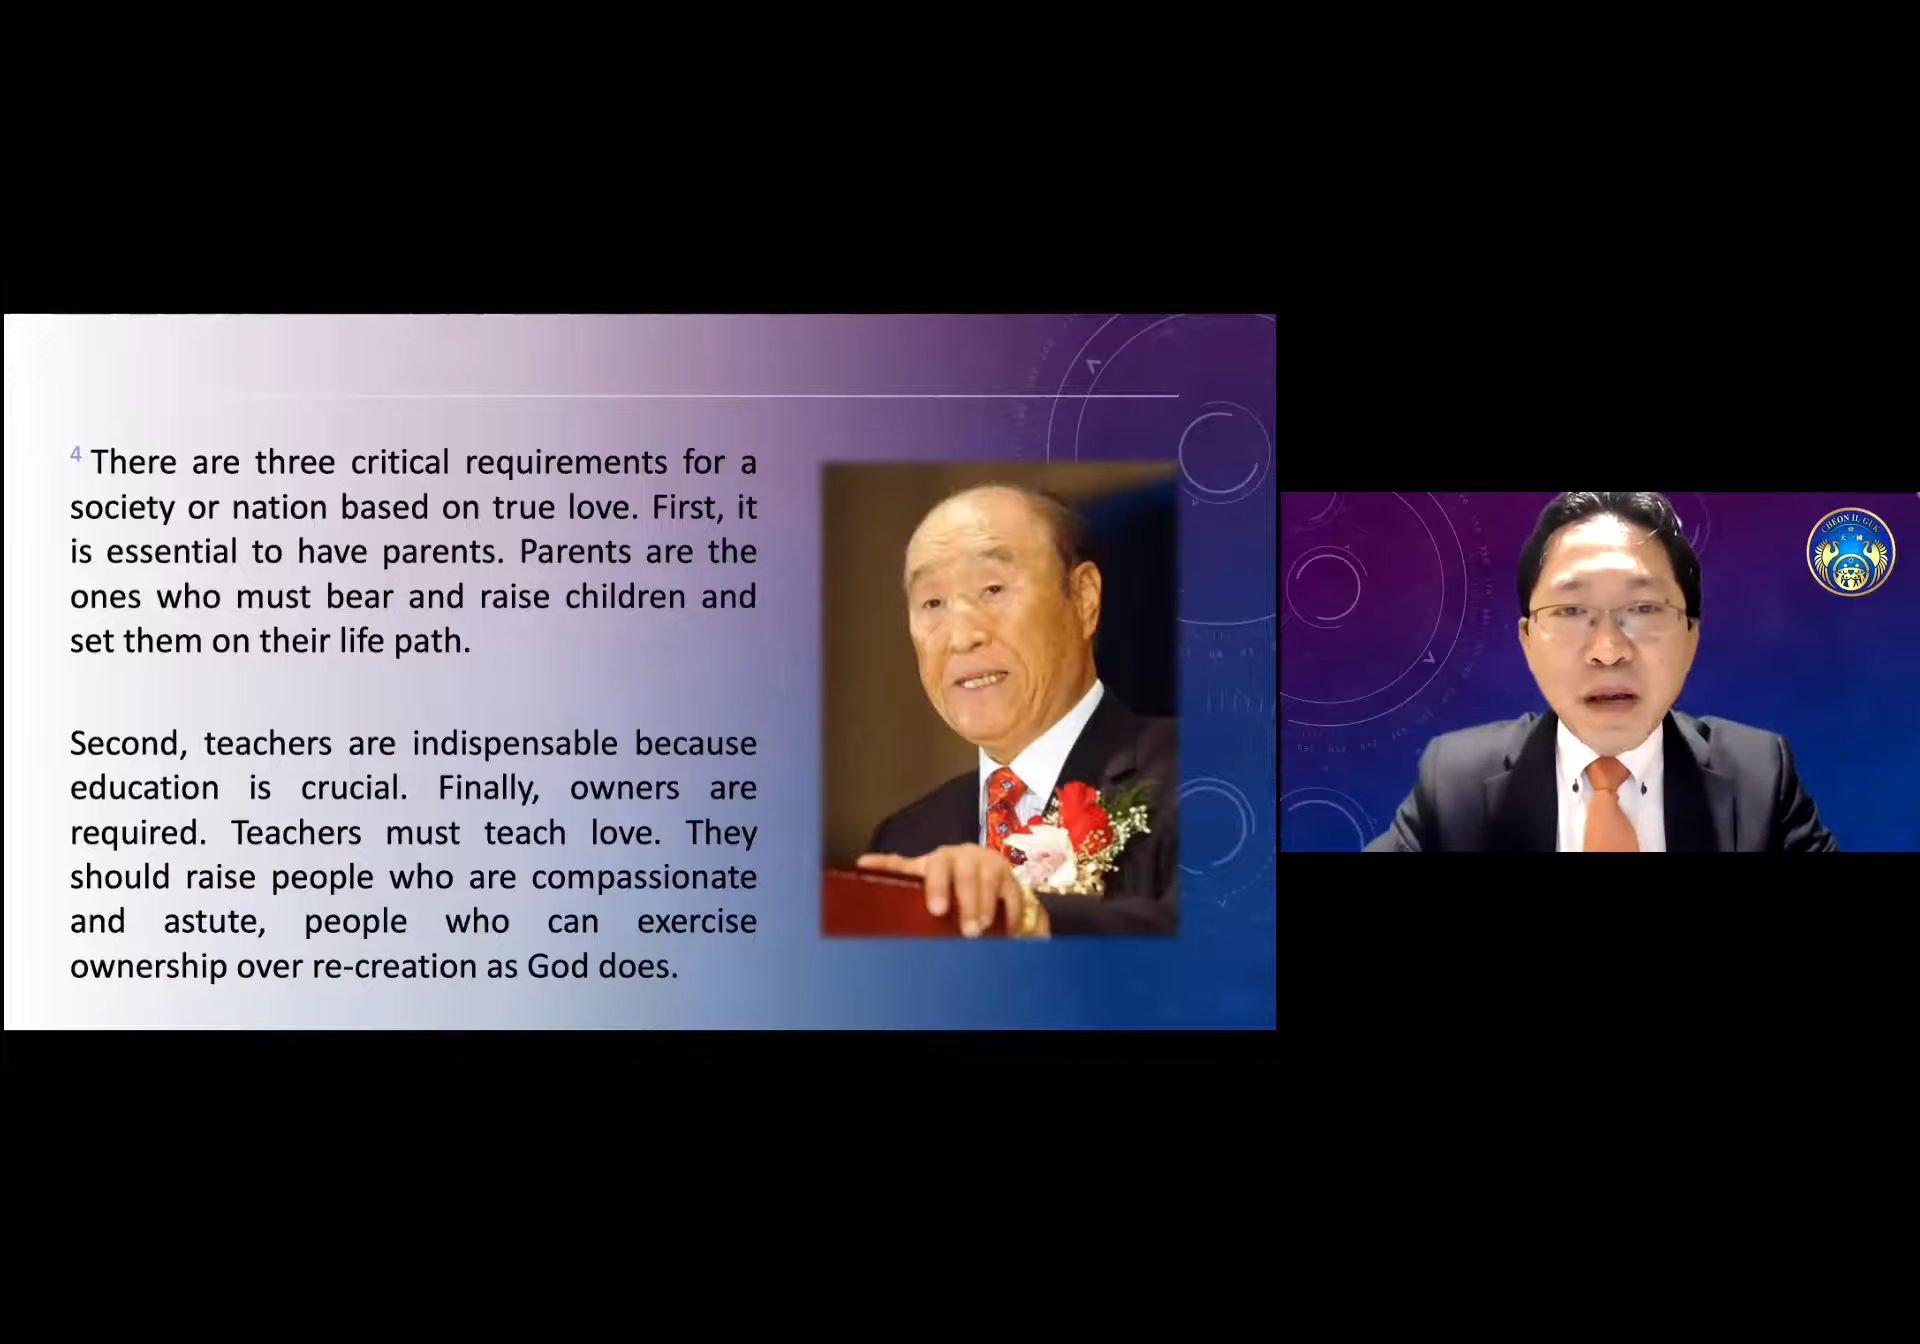 4 There are three critical requirements for a
society or nation based on true love. First, it
is essential to have parents. Parents are the
ones who must bear and raise children and
set them on their life path.
Second, teachers are indispensable because
education is crucial. Finally, owners are
required. Teachers must teach love. They
should raise people who are compassionate
and astute, people who can exercise
ownership over re-creation as God does.
CHEON IL GUK